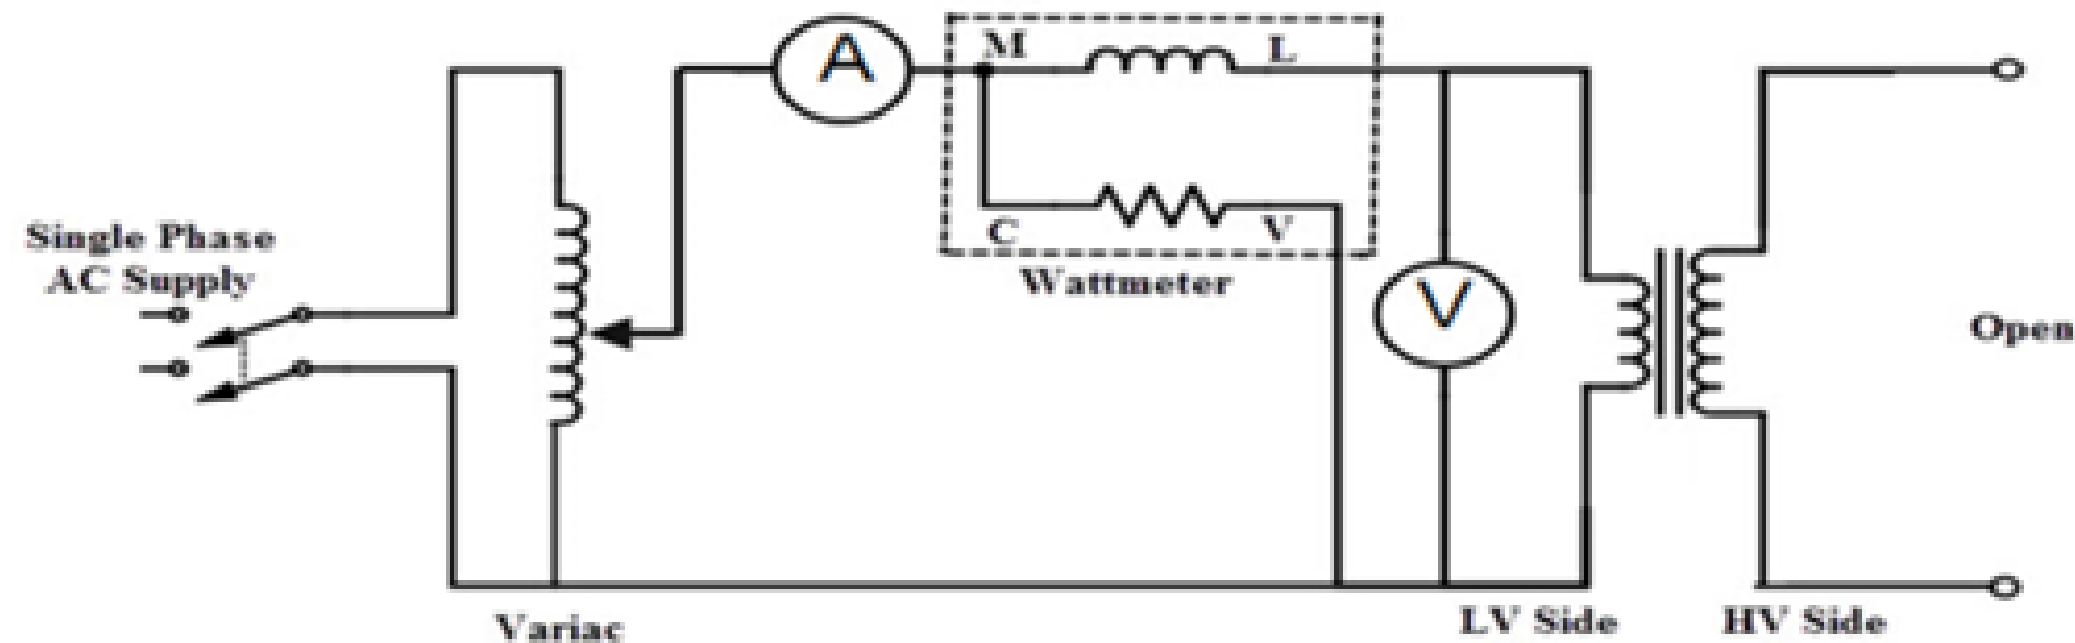 A
M
L
C
V
Wattmeter
Single Phase
AC Supply
V
Open
Variac
LV Side
HV Side